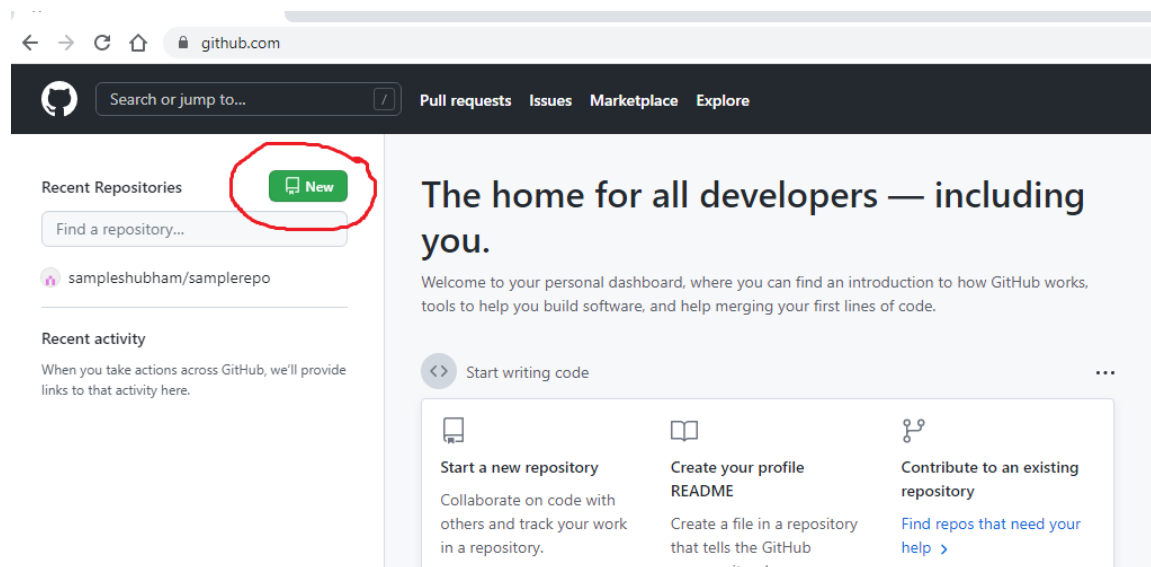 github.com
Search or jump to...
/
Pull requests Issues Marketplace Explore
Recent Repositories
New
Find a repository...
sampleshubham/samplerepo
Recent activity
When you take actions across GitHub, we'll provide
links to that activity here.
The home for all developers — including
you.
Welcome to your personal dashboard, where you can find an introduction to how GitHub works,
tools to help you build software, and help merging your first lines of code.
<> Start writing code
...
Start a new repository
Collaborate on code with
others and track your work
in a repository.
Create your profile
README
Create a file in a repository
that tells the GitHub
Contribute to an existing
repository
Find repos that need your
help >